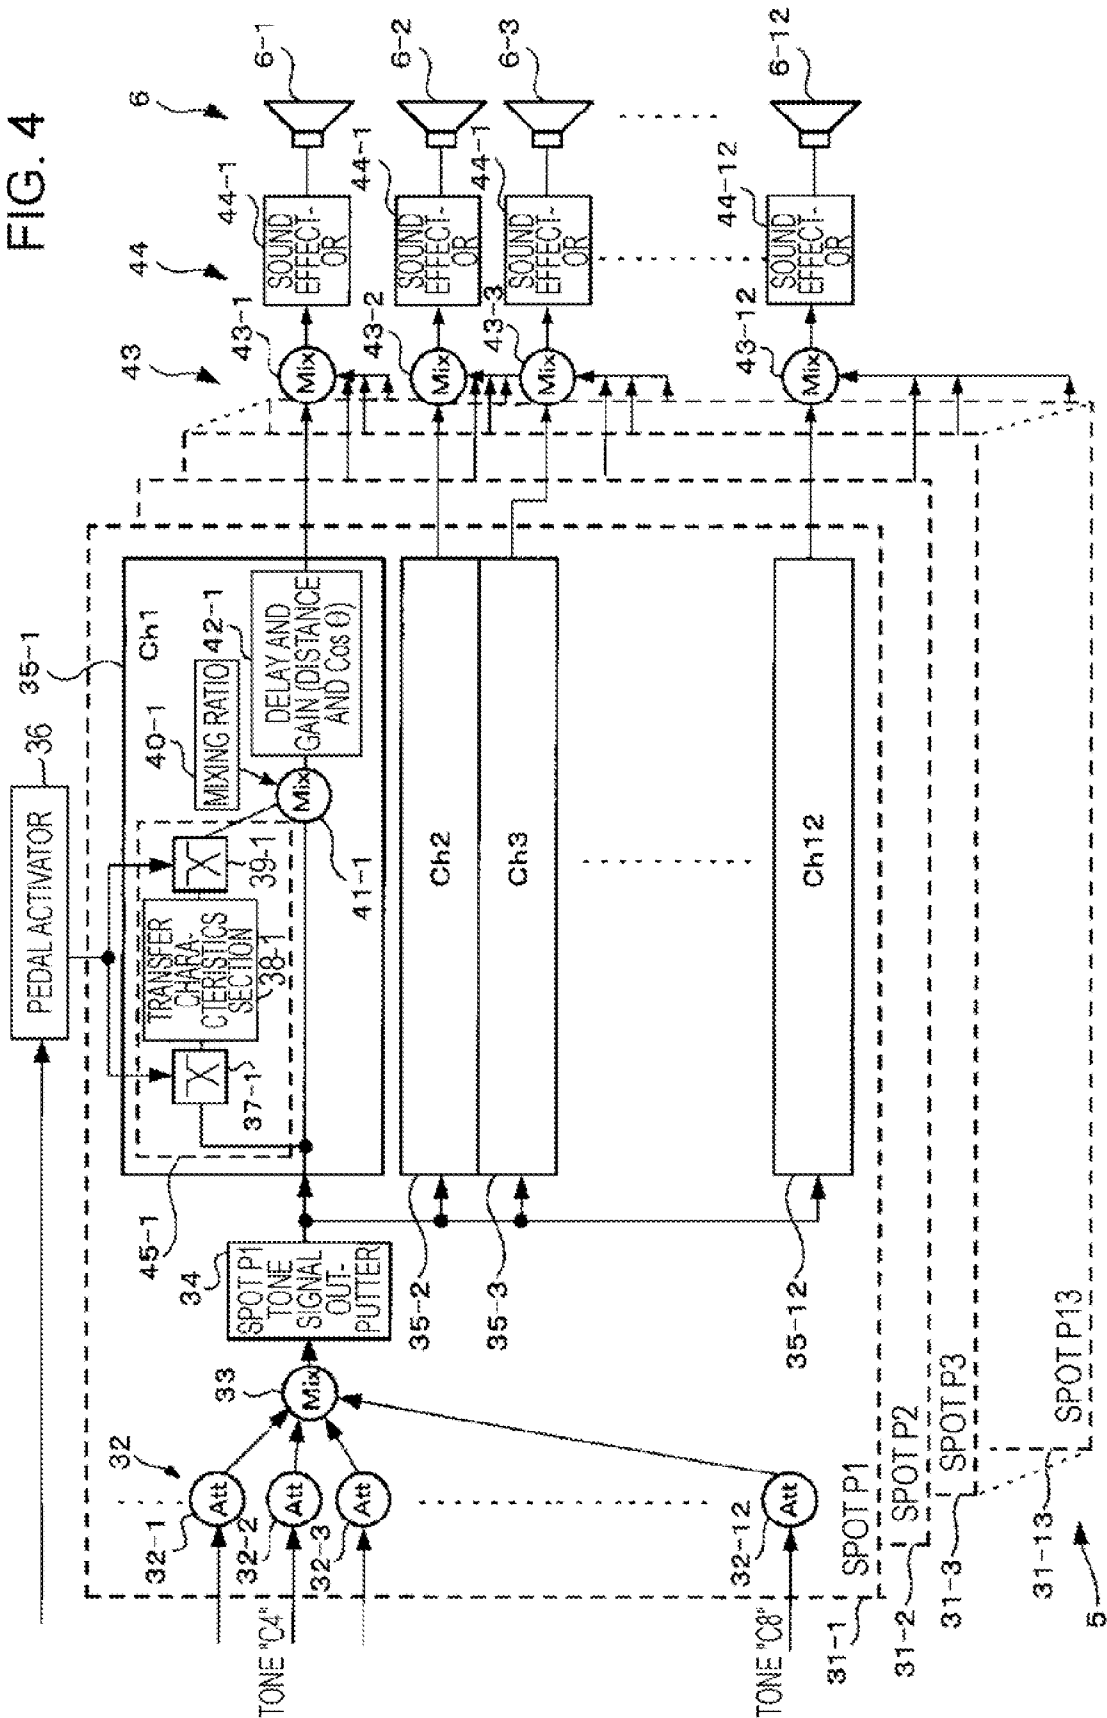 FIG. 4
6
6-1
6-2
6-3
6-12
44
44-1
44-1
44-1
44-12
SOUND
EFFECT-
OR
SOUND
EFFECT-
OR
SOUND
EFFECT-
OR
SOUND
EFFECT-
OR
43
43-1
43-2
43-3
43-12
Mix
Mix
Mix
Mix
PEDAL ACTIVATOR
36
35-1
Ch1
42-1
DELAY AND
GAIN (DISTANCE
AND Cos θ)
40-1
MIXING RATIO
Mix
41-1
39-1
TRANSFER
CHARA-
CTERISTICS
SECTION
38-1
37-1
45-1
Ch2
Ch3
Ch12
35-2
35-3
35-12
34
SPOT P1
TONE
SIGNAL
OUT-
PUTTER
33
Mix
32
Att
Att
Att
Att
32-1
32-2
32-3
32-12
TONE "C4"
TONE "C8"
SPOT P1
SPOT P2
SPOT P3
SPOT P13
31-1
31-2
31-3
31-13
5